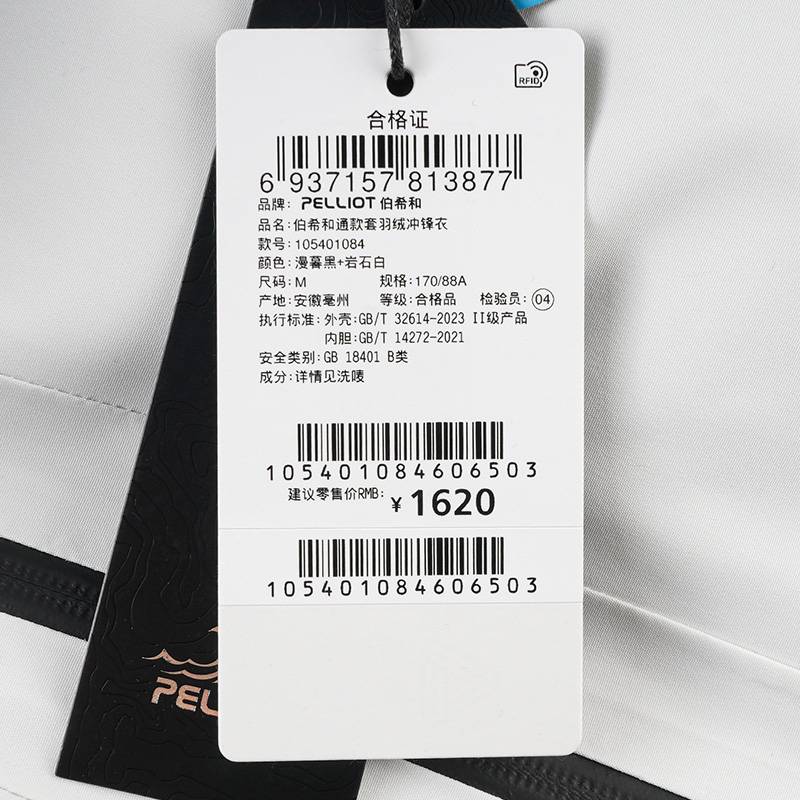 RFID
合格证
6 937157 813877
品牌: PELLIOT 伯希和
品名:伯希和通款套羽绒冲锋衣
款号:105401084
颜色:漫暮黑+岩石白
尺码:M 规格:170/88A
产地:安徽亳州 等级:合格品 检验员:04
执行标准:外壳:GB/T 32614-2023 II级产品
内胆:GB/T 14272-2021
安全类别:GB 18401 B类
成分:详情见洗唛
105401084606503
建议零售价RMB: ¥ 1620
105401084606503
PEL